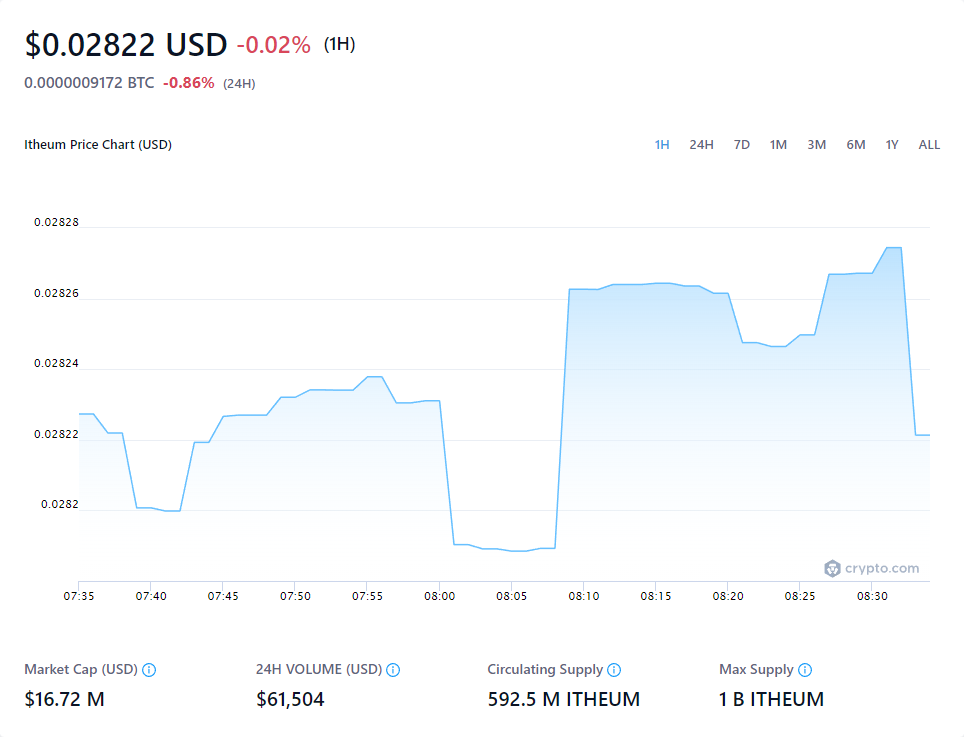 $0.02822 USD -0.02% (1H)
0.0000009172 BTC -0.86% (24H)
Itheum Price Chart (USD) 1H 24H 7D 1M 3M 6M 1Y ALL
0.02828
0.02826
0.02824
0.02822
0.0282
crypto.com
07:35 07:40 07:45 07:50 07:55 08:00 08:05 08:10 08:15 08:20 08:25 08:30
Market Cap (USD) 24H VOLUME (USD) Circulating Supply Max Supply
$16.72 M $61,504 592.5 M ITHEUM 1 B ITHEUM